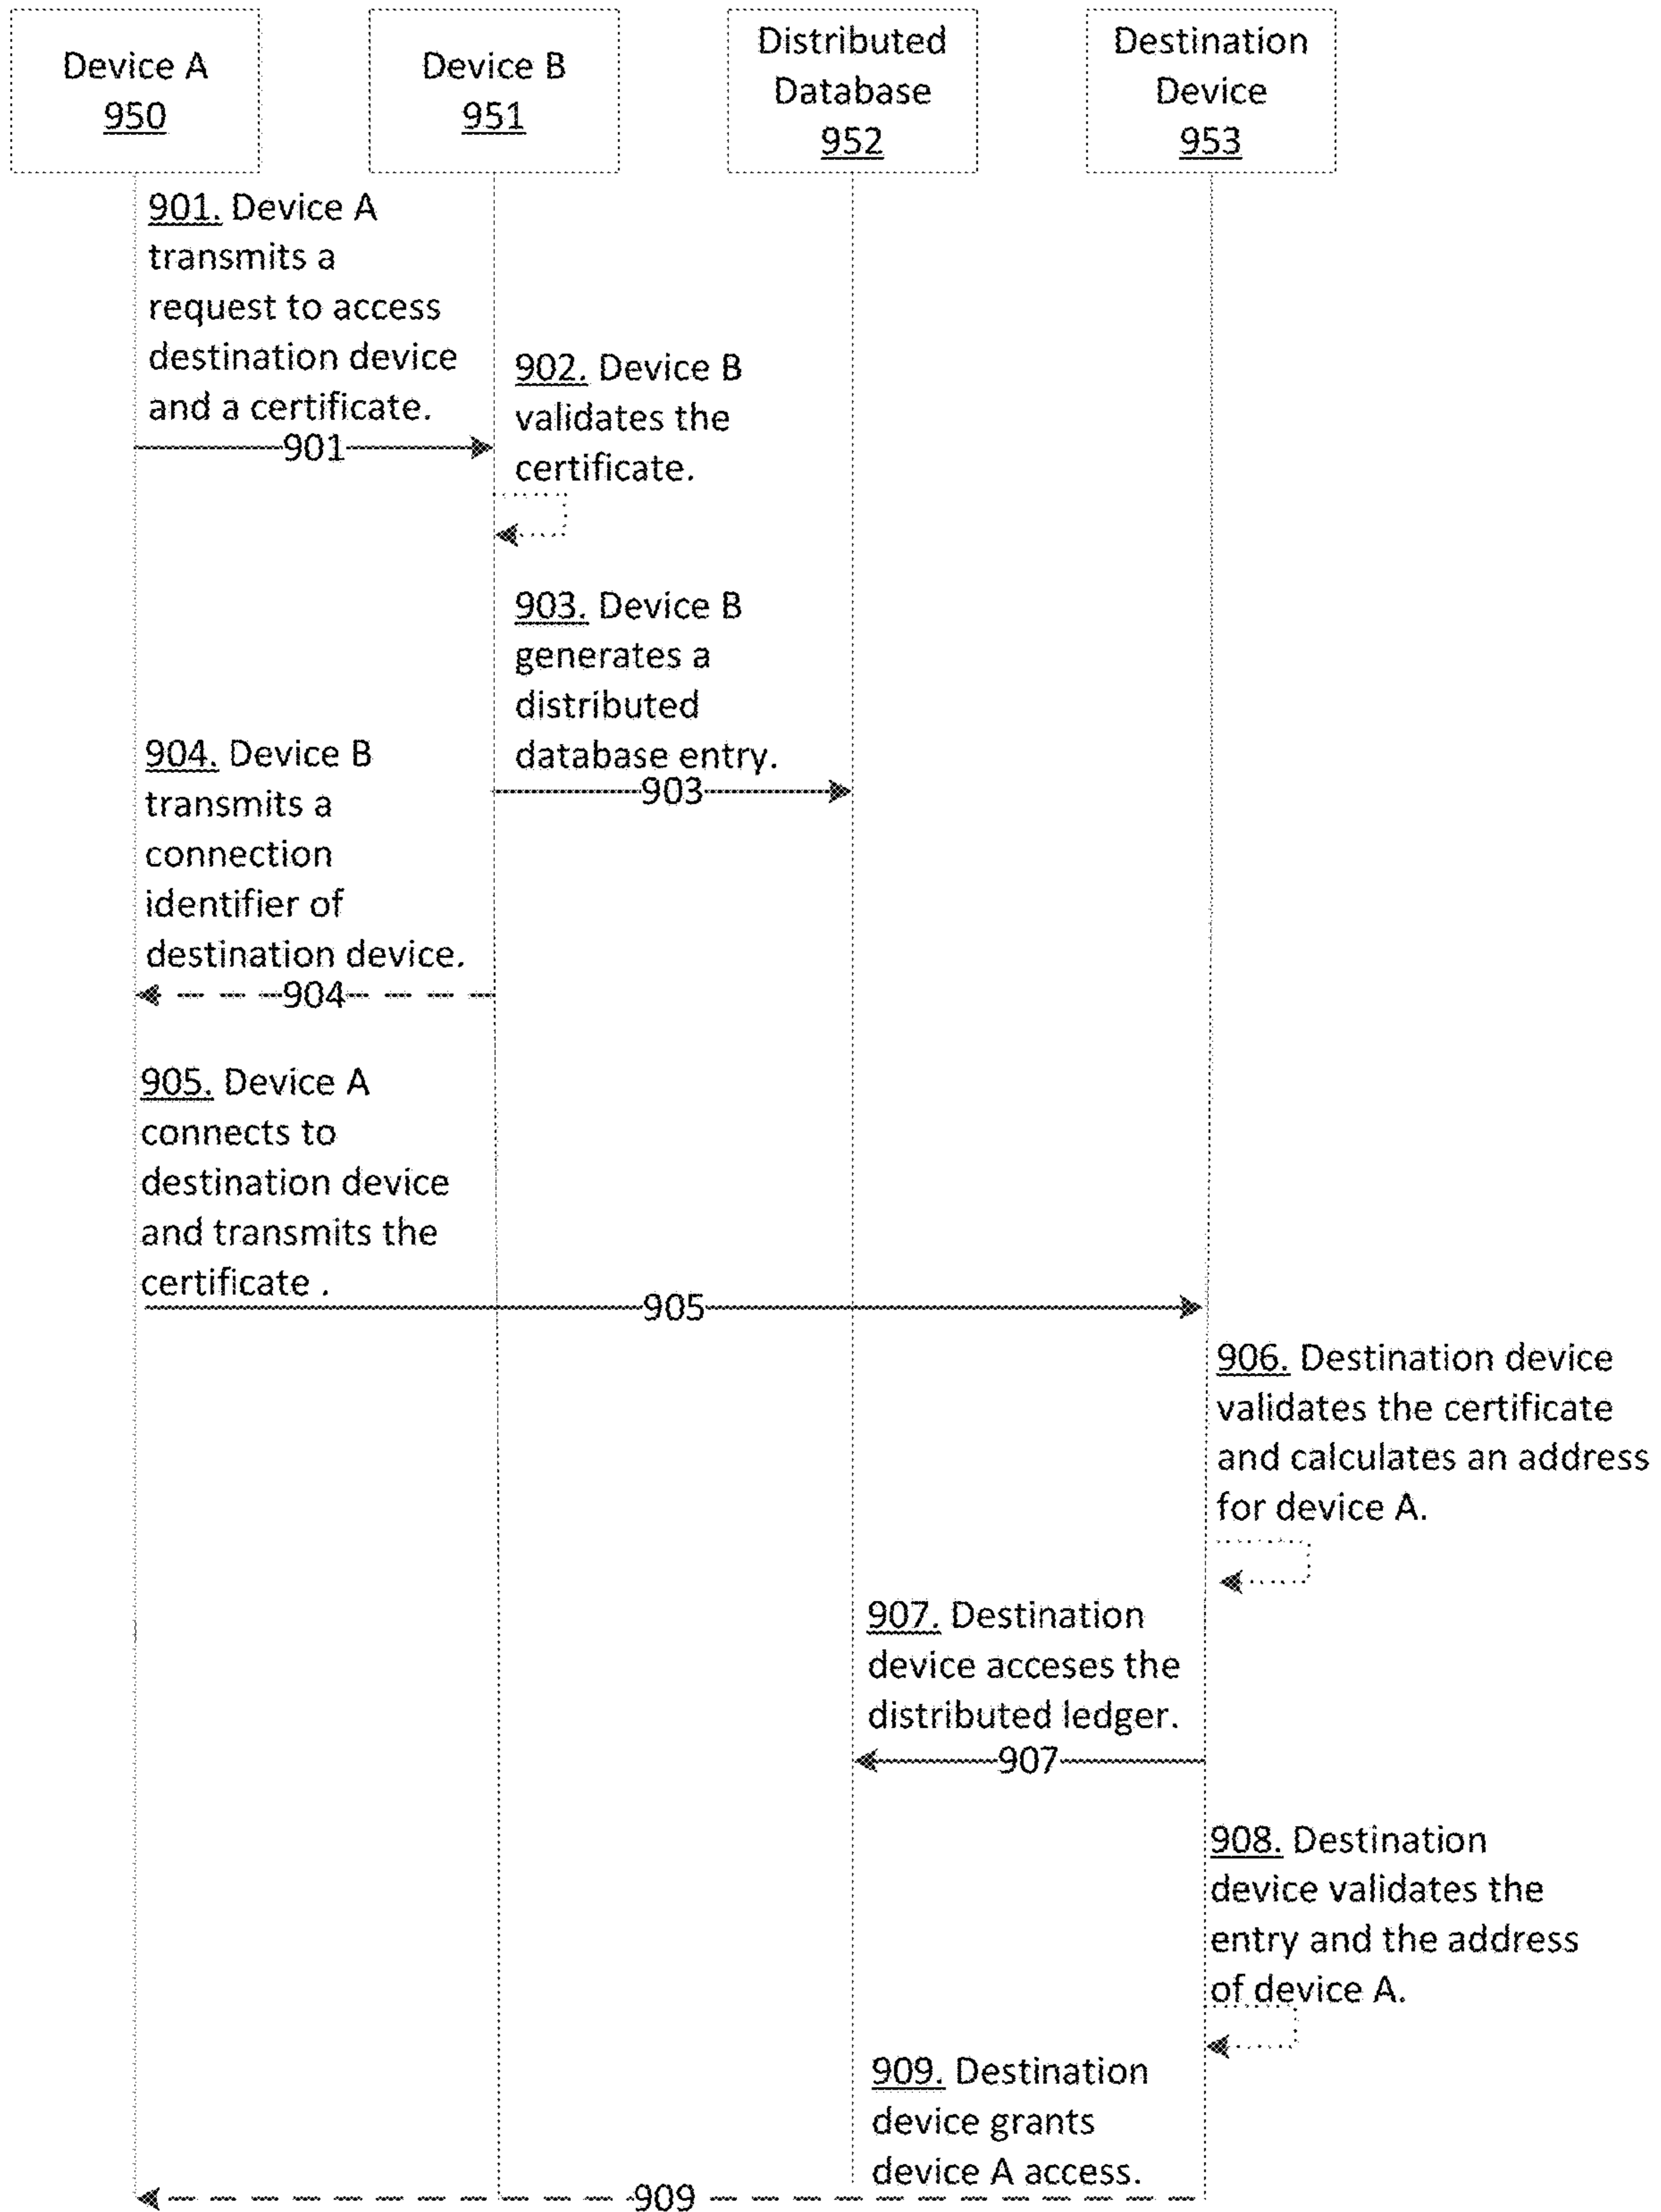 Device A
950
Device B
951
Distributed
Database
952
Destination
Device
953
901. Device A
transmits a
request to access
destination device
and a certificate.
901
902. Device B
validates the
certificate.
903. Device B
generates a
distributed
database entry.
903
904. Device B
transmits a
connection
identifier of
destination device.
904
905. Device A
connects to
destination device
and transmits the
certificate .
905
906. Destination device
validates the certificate
and calculates an address
for device A.
907. Destination
device acceses the
distributed ledger.
907
908. Destination
device validates the
entry and the address
of device A.
909. Destination
device grants
device A access.
909